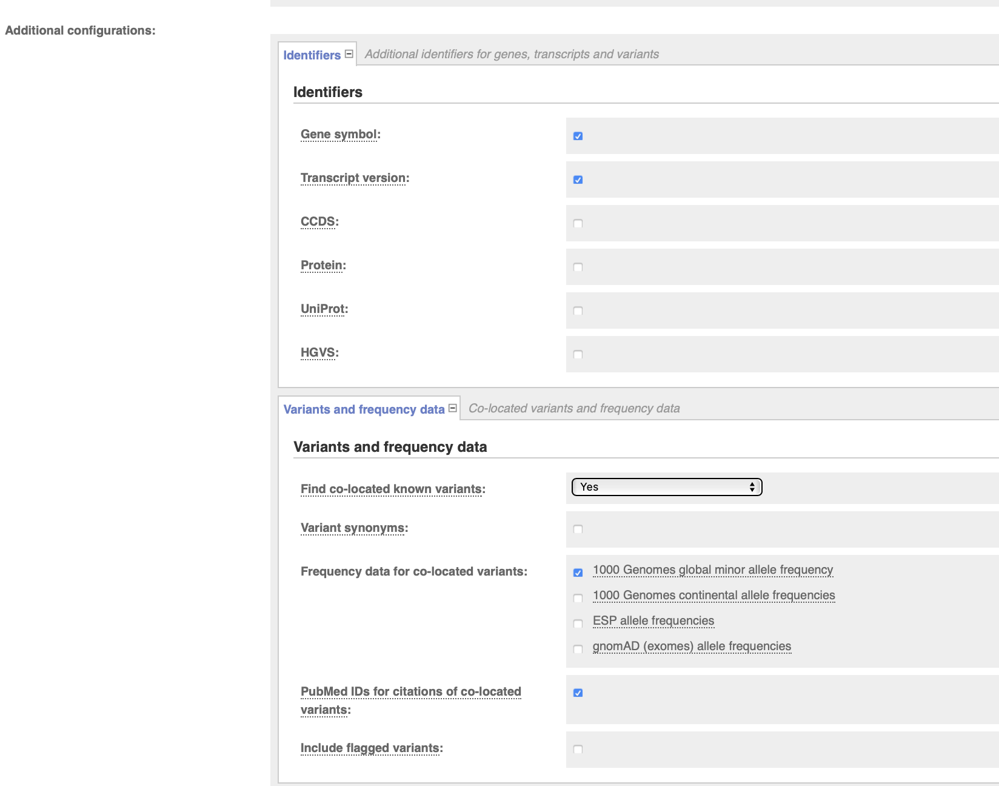 Additional configurations:
Identifiers Additional identifiers for genes, transcripts and variants
Identifiers
Gene symbol:
Transcript version:
CCDS:
Protein:
UniProt:
HGVS:
Variants and frequency data Co-located variants and frequency data
Variants and frequency data
Find co-located known variants: Yes
Variant synonyms:
Frequency data for co-located variants: 1000 Genomes global minor allele frequency
1000 Genomes continental allele frequencies
ESP allele frequencies
gnomAD (exomes) allele frequencies
PubMed IDs for citations of co-located
variants:
Include flagged variants: